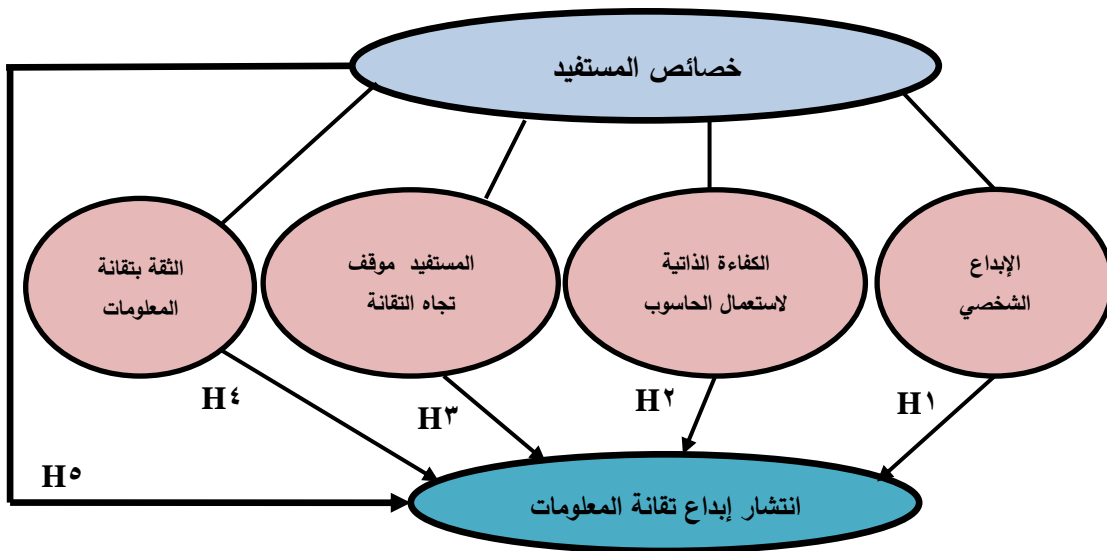 خصائص المستفيد
الإبداع
الشخصي
الكفاءة الذاتية
لاستعمال الحاسوب
المستفيد موقف
تجاه التقانة
الثقة بتقانة
المعلومات
H١
H٢
H٣
H٤
H٥
انتشار إبداع تقانة المعلومات